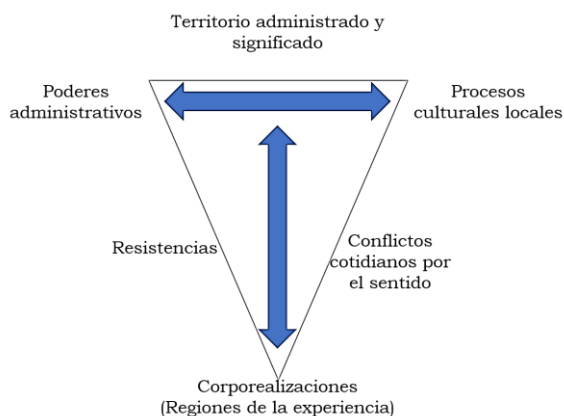 Territorio administrado y
significado
Poderes
administrativos
Procesos
culturales locales
Resistencias
Conflictos
cotidianos por
el sentido
Corporealizaciones
(Regiones de la experiencia)